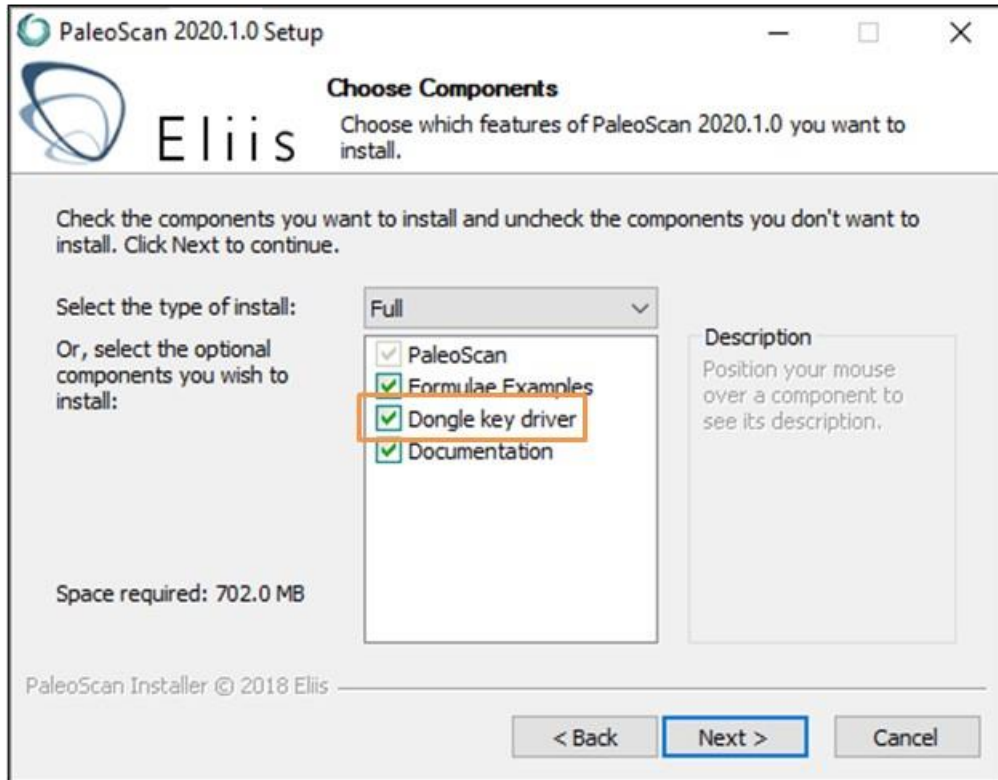 PaleoScan 2020.1.0 Setup
Eliis
Choose Components
Choose which features of PaleoScan 2020.1.0 you want to
install.
Check the components you want to install and uncheck the components you don't want to
install. Click Next to continue.
Select the type of install:
Full
Or, select the optional
components you wish to
install:
PaleoScan
Formulae Examples
Dongle key driver
Documentation
Description
Position your mouse
over a component to
see its description.
Space required: 702.0 MB
PaleoScan Installer © 2018 Eliis
< Back
Next >
Cancel